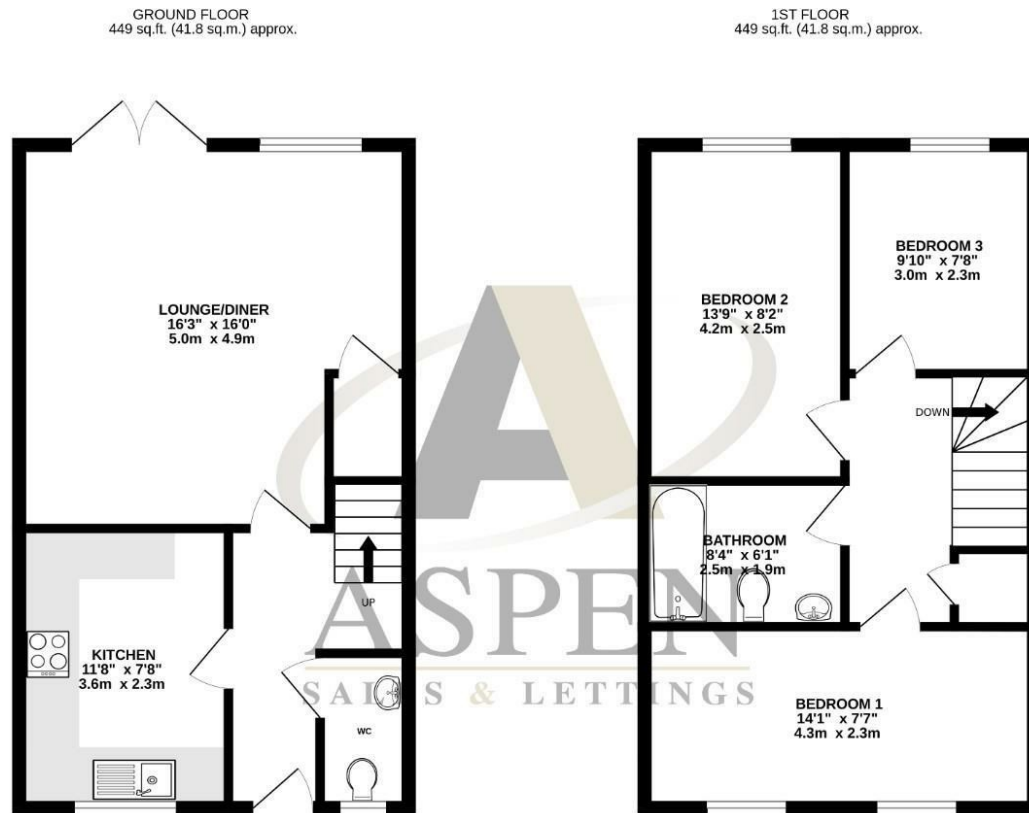 GROUND FLOOR
449 sq.ft. (41.8 sq.m.) approx.
LOUNGE/DINER
16'3" x 16'0"
5.0m x 4.9m
UP
KITCHEN
11'8" x 7'8"
3.6m x 2.3m
WC
1ST FLOOR
449 sq.ft. (41.8 sq.m.) approx.
BEDROOM 3
9'10" x 7'8"
3.0m x 2.3m
BEDROOM 2
13'9" x 8'2"
4.2m x 2.5m
DOWN
BATHROOM
8'4" x 6'1"
2.5m x 1.9m
BEDROOM 1
14'1" x 7'7"
4.3m x 2.3m
ASPEN
SALES & LETTINGS